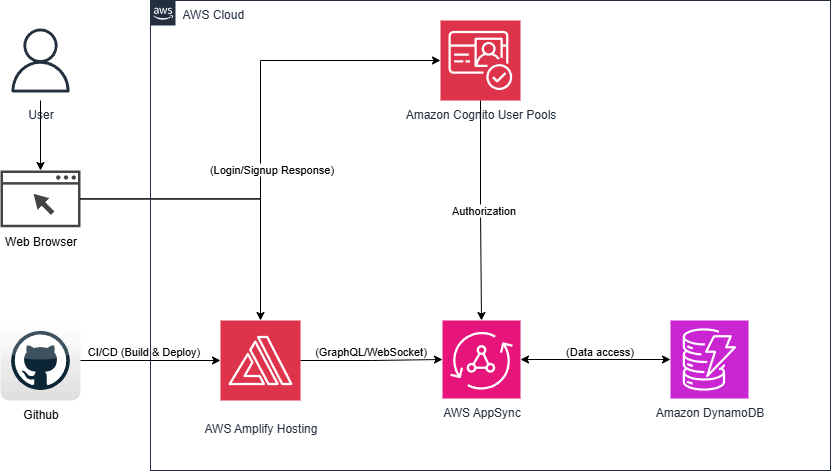 aws
AWS Cloud
User
Amazon Cognito User Pools
(Login/Signup Response)
Authorization
Web Browser
CI/CD (Build & Deploy)
(GraphQL/WebSocket)
(Data access)
Github
AWS Amplify Hosting
AWS AppSync
Amazon DynamoDB